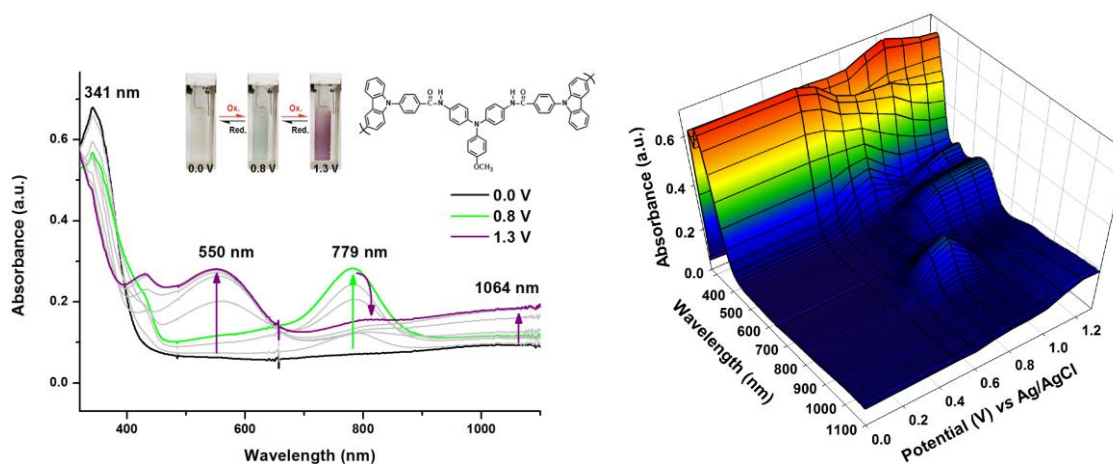 341 nm
Ox.
Red.
Ox.
Red.
0.0 V
0.8 V
1.3 V
H
C-N
O
N
N
H
N-C
O
N
OCH₃
0.0 V
0.8 V
1.3 V
550 nm
779 nm
1064 nm
Absorbance (a.u.)
0.6
0.4
0.2
0.0
400
600
800
1000
Wavelength (nm)
Absorbance (a.u.)
0.6
0.4
0.2
0.0
400
500
600
700
800
900
1000
1100
Wavelength (nm)
0.0
0.2
0.4
0.6
0.8
1.0
1.2
Potential (V) vs Ag/AgCl